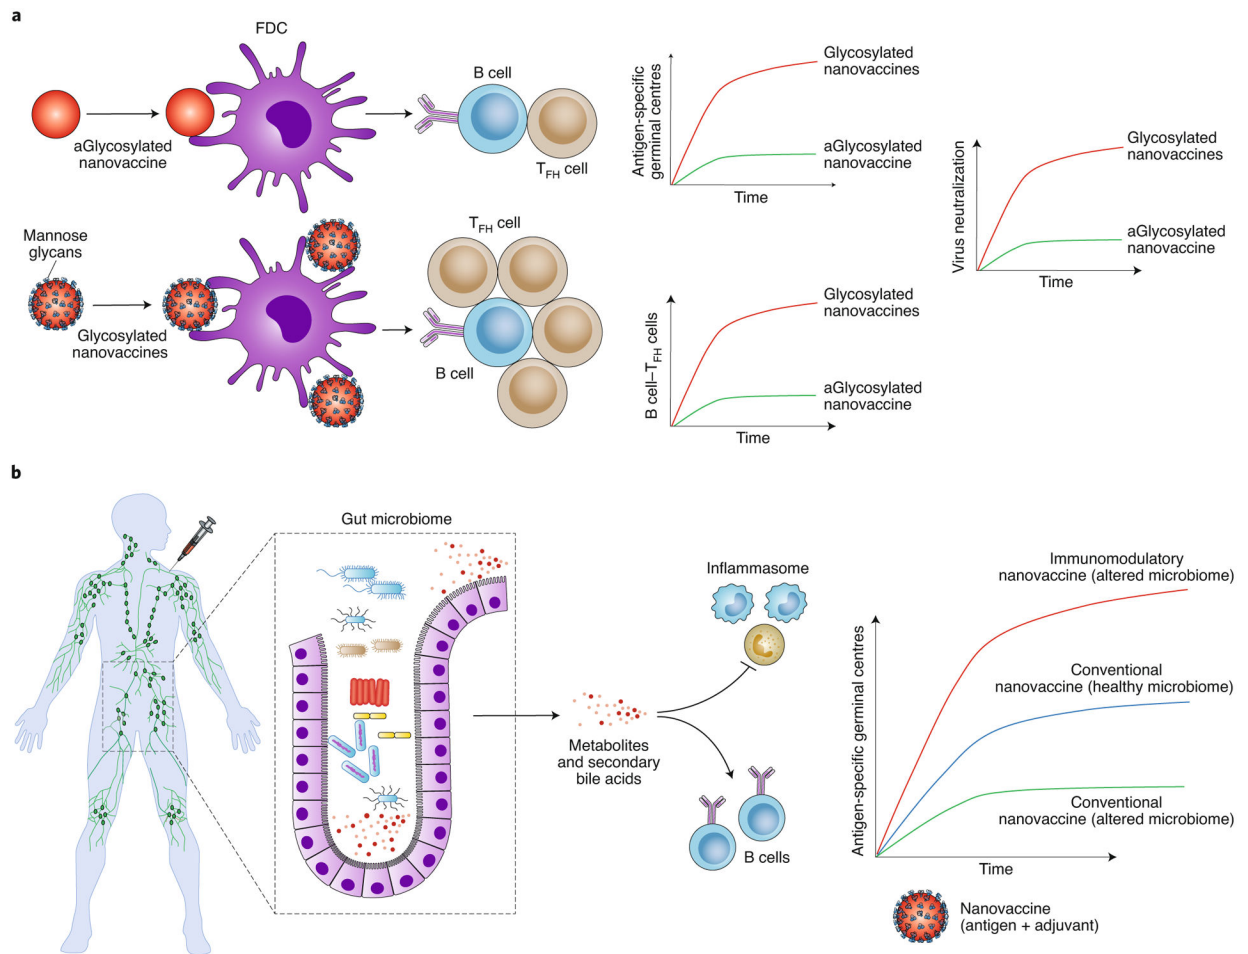 a
FDC
aGlycosylated
nanovaccine
B cell
TFH cell
Antigen-specific
germinal centres
Time
Glycosylated
nanovaccines
aGlycosylated
nanovaccine
Virus neutralization
Time
Glycosylated
nanovaccines
aGlycosylated
nanovaccine
Mannose
glycans
Glycosylated
nanovaccines
TFH cell
B cell
B cell–TFH cells
Time
Glycosylated
nanovaccines
aGlycosylated
nanovaccine
b
Gut microbiome
Metabolites
and secondary
bile acids
Inflammasome
B cells
Antigen-specific germinal centres
Time
Immunomodulatory
nanovaccine (altered microbiome)
Conventional
nanovaccine (healthy microbiome)
Conventional
nanovaccine (altered microbiome)
Nanovaccine
(antigen + adjuvant)